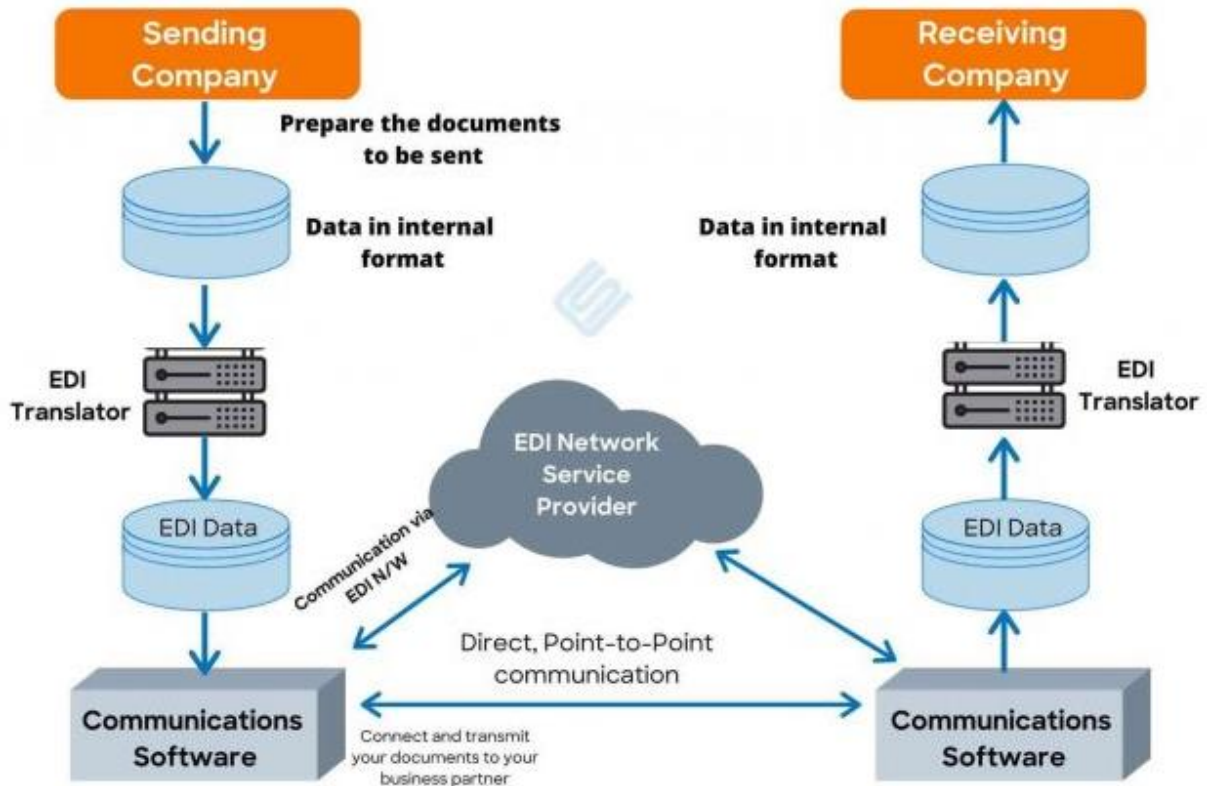 Sending
Company
Receiving
Company
Prepare the documents
to be sent
Data in internal
format
Data in internal
format
EDI
Translator
EDI
Translator
EDI Network
Service
Provider
EDI Data
EDI Data
Communication via
EDI N/W
Direct, Point-to-Point
communication
Communications
Software
Connect and transmit
your documents to your
business partner
Communications
Software